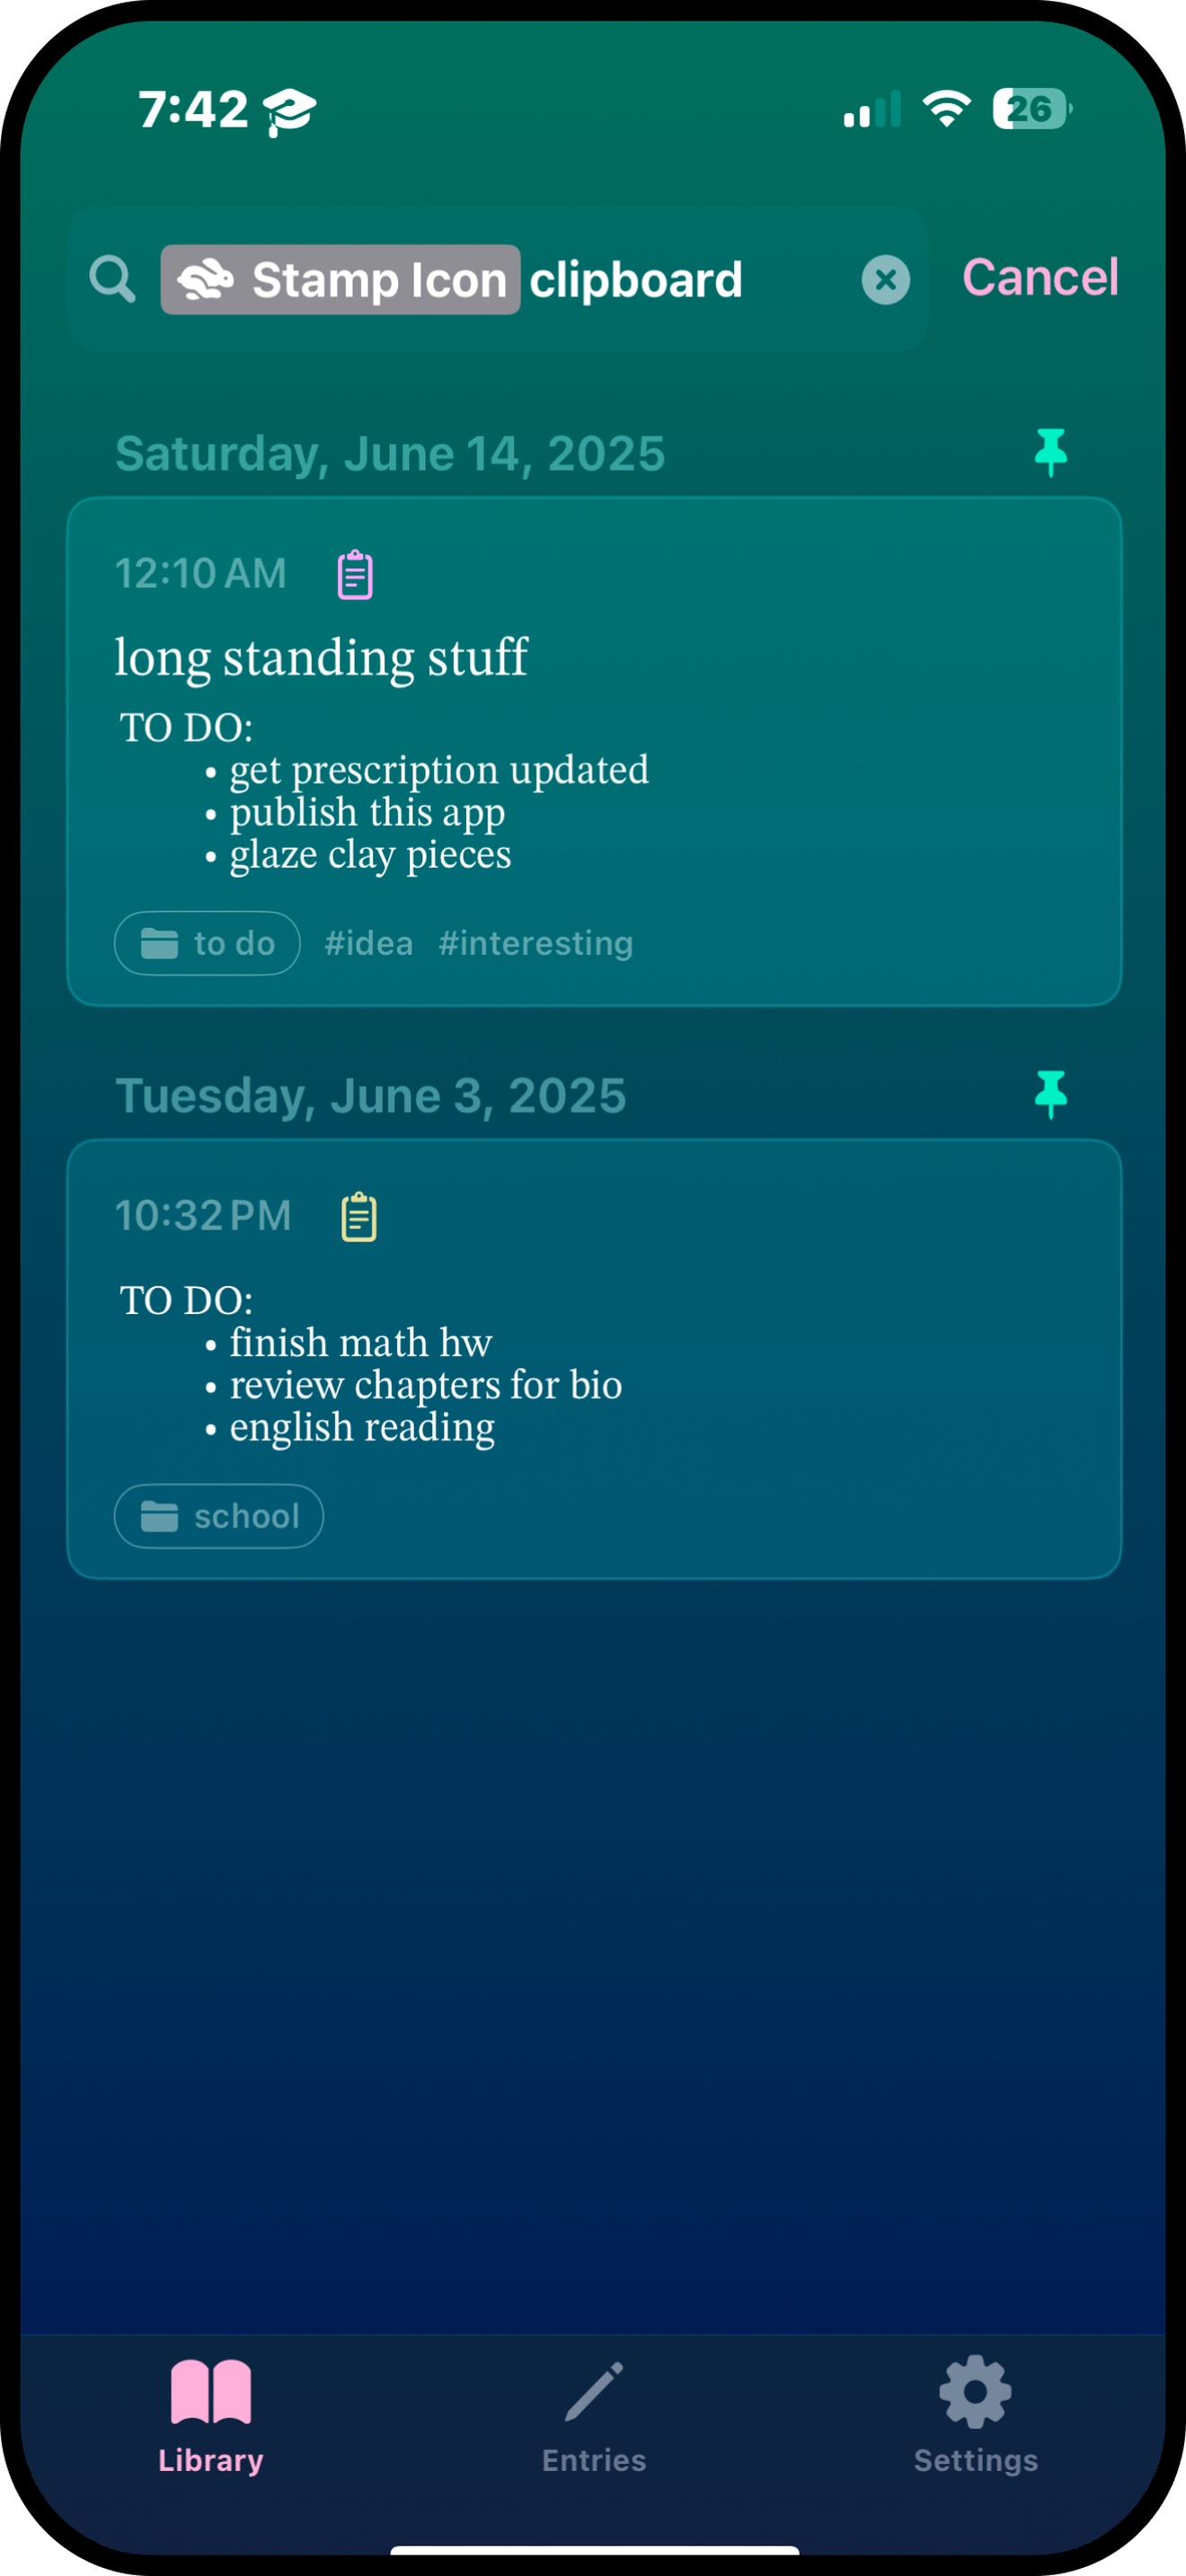 7:42
26
Stamp Icon clipboard
Cancel
Saturday, June 14, 2025
12:10 AM
long standing stuff
TO DO:
• get prescription updated
• publish this app
• glaze clay pieces
to do #idea #interesting
Tuesday, June 3, 2025
10:32 PM
TO DO:
• finish math hw
• review chapters for bio
• english reading
school
Library
Entries
Settings